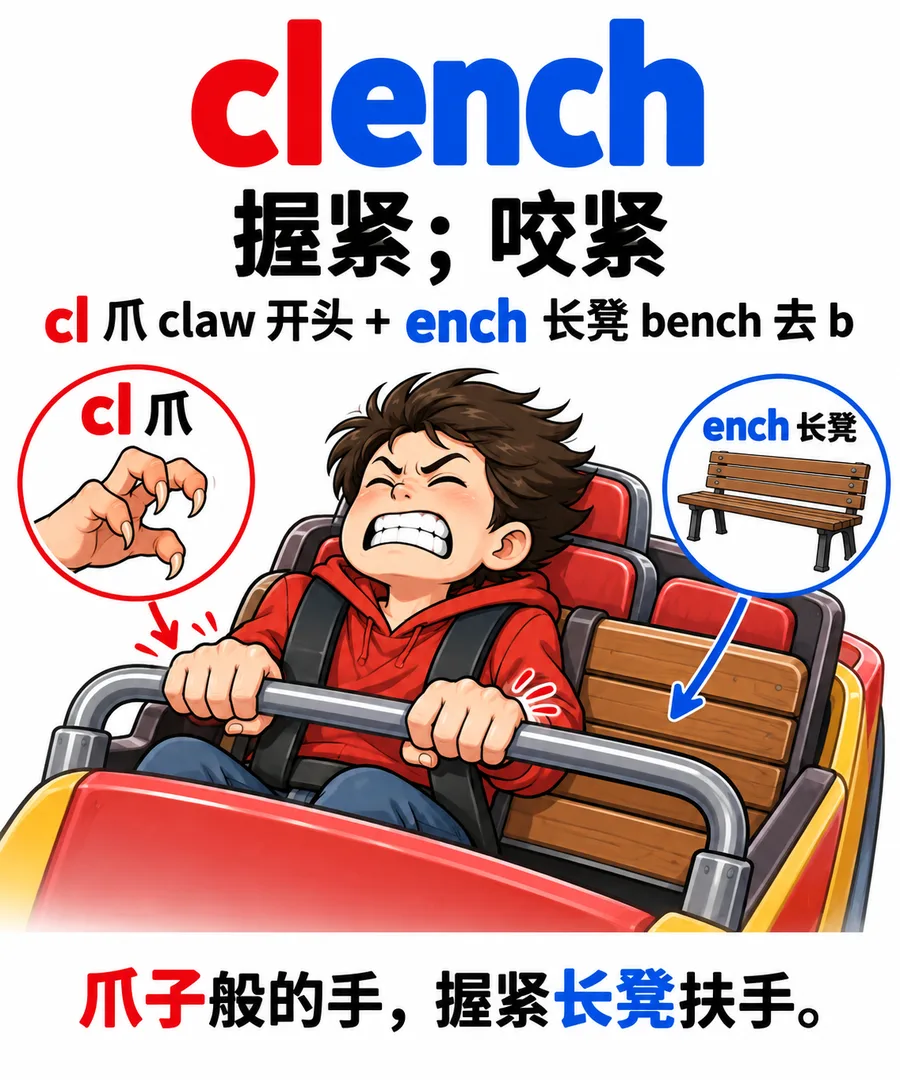 clench
握紧；咬紧
cl 爪 claw 开头 + ench 长凳 bench 去 b
cl 爪
ench 长凳
爪子般的手，握紧长凳扶手。